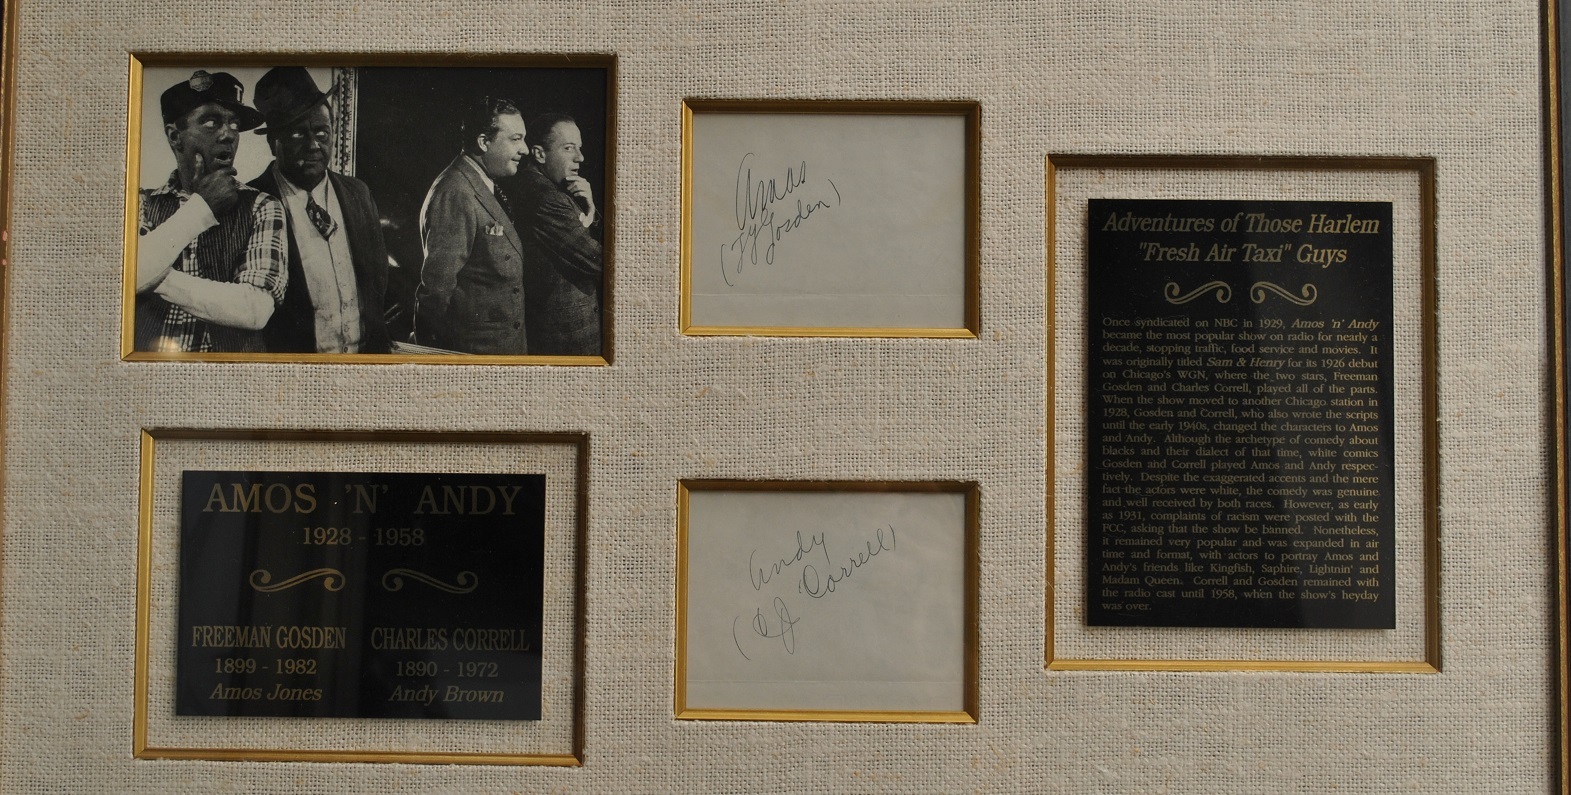 T
Amos
(Fg Gosden)
AMOS 'N' ANDY
1928 - 1958
FREEMAN GOSDEN
1899 - 1982
Amos Jones
CHARLES CORRELL
1890 - 1972
Andy Brown
Andy
(CJ Correll)
Adventures of Those Harlem
"Fresh Air Taxi" Guys
Once syndicated on NBC in 1929, Amos 'n' Andy
became the most popular show on radio for nearly a
decade, stopping traffic, food service and movies. It
was originally titled Sam & Henry for its 1926 debut
on Chicago's WGN, where the two stars, Freeman
Gosden and Charles Correll, played all of the parts.
When the show moved to another Chicago station in
1928, Gosden and Correll, who also wrote the scripts
until the early 1940s, changed the characters to Amos
and Andy. Although the archetype of comedy about
blacks and their dialect of that time, white comics
Gosden and Correll played Amos and Andy respec-
tively. Despite the exaggerated accents and the mere
fact the actors were white, the comedy was genuine
and well received by both races. However, as early
as 1931, complaints of racism were posted with the
FCC, asking that the show be banned. Nonetheless,
it remained very popular and was expanded in air
time and format, with actors to portray Amos and
Andy's friends like Kingfish, Saphire, Lightnin' and
Madam Queen. Correll and Gosden remained with
the radio cast until 1958, when the show's heyday
was over.